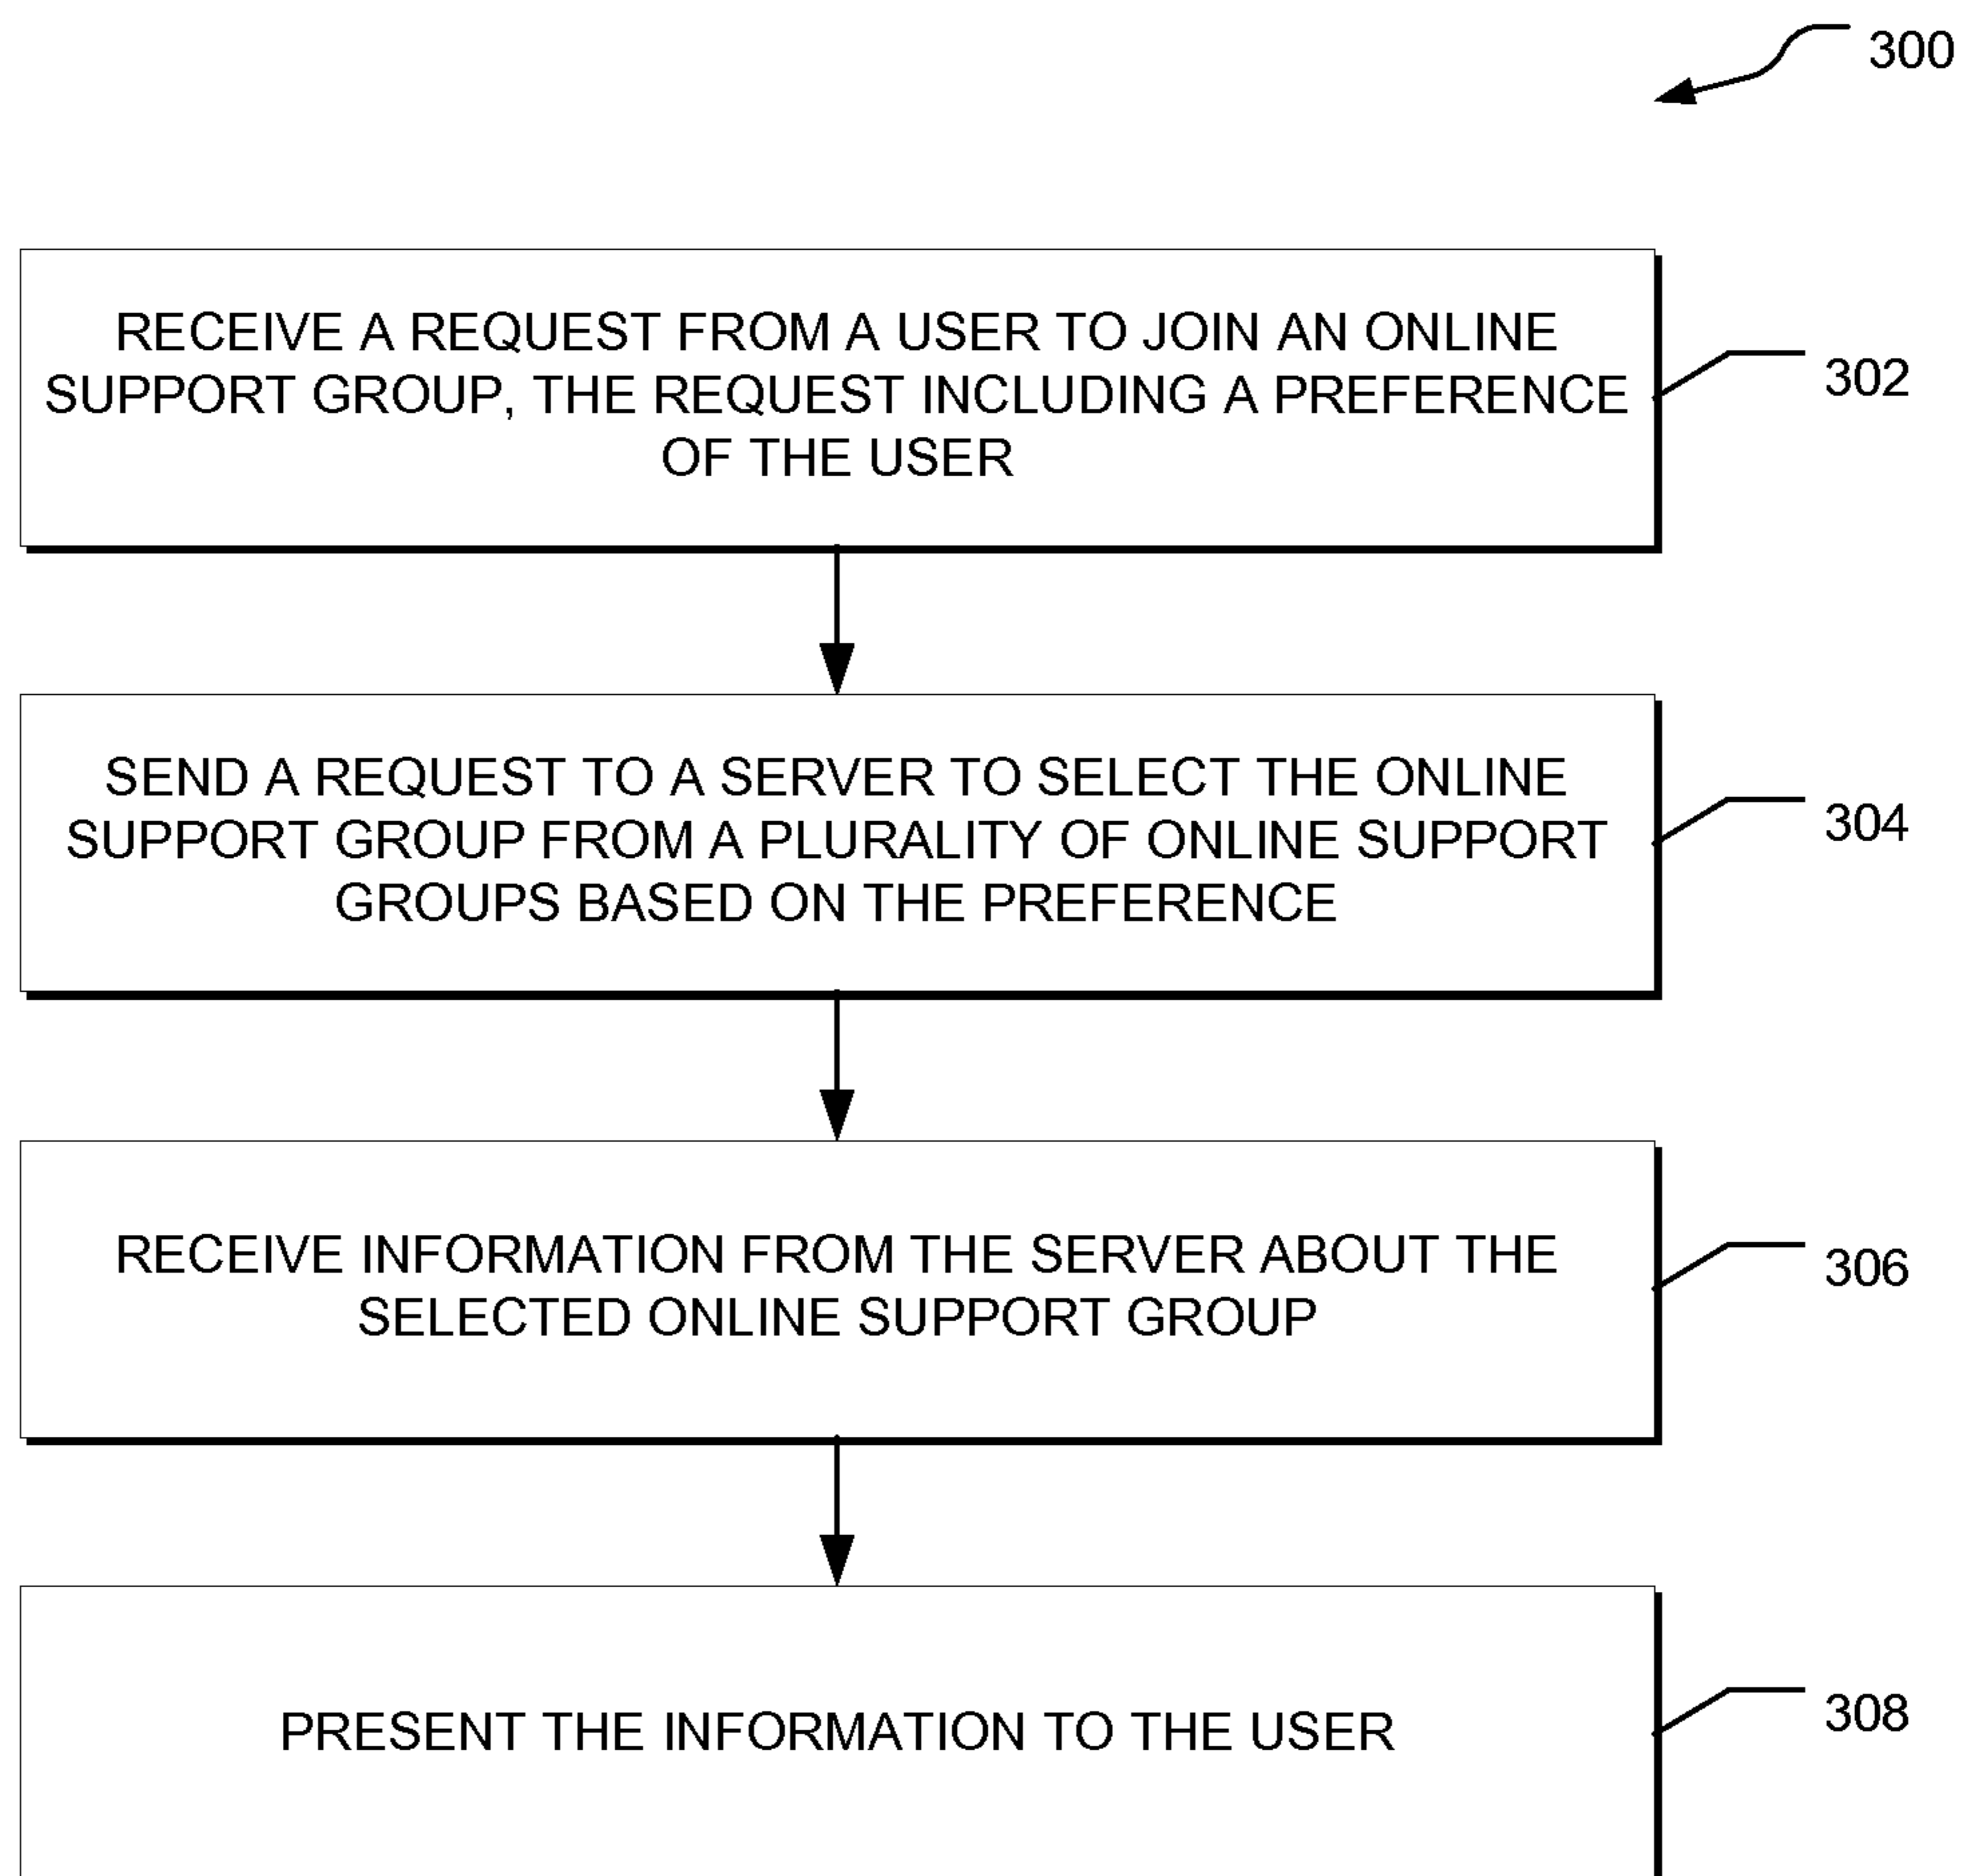 300
RECEIVE A REQUEST FROM A USER TO JOIN AN ONLINE
SUPPORT GROUP, THE REQUEST INCLUDING A PREFERENCE
OF THE USER
302
SEND A REQUEST TO A SERVER TO SELECT THE ONLINE
SUPPORT GROUP FROM A PLURALITY OF ONLINE SUPPORT
GROUPS BASED ON THE PREFERENCE
304
RECEIVE INFORMATION FROM THE SERVER ABOUT THE
SELECTED ONLINE SUPPORT GROUP
306
PRESENT THE INFORMATION TO THE USER
308